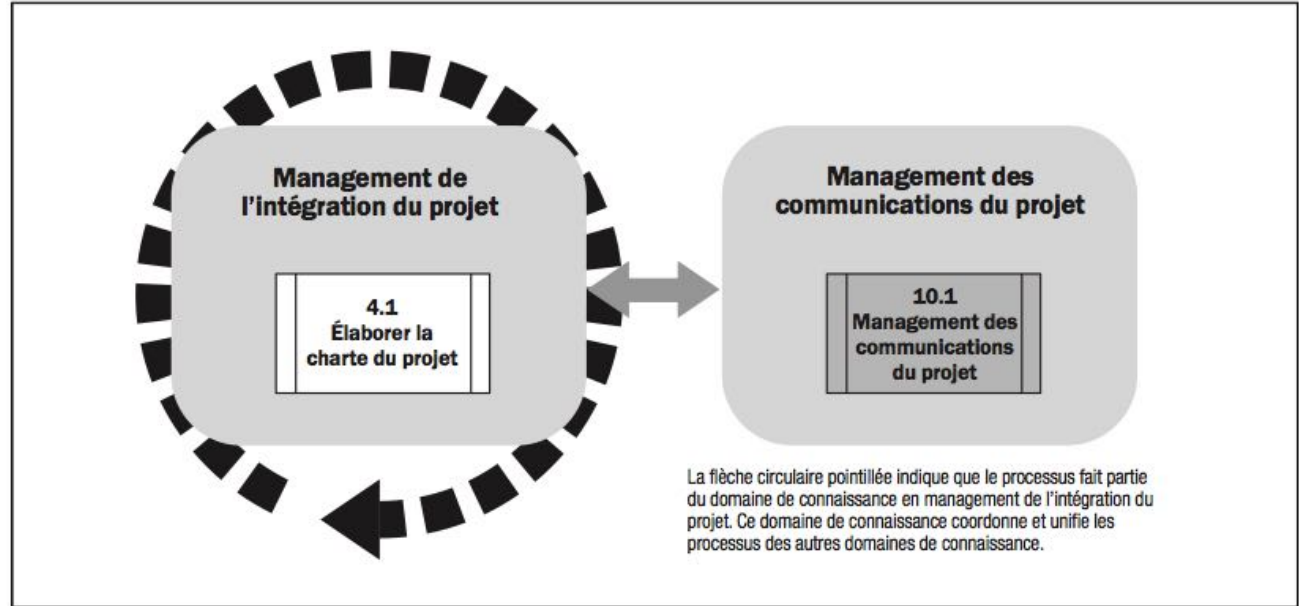 Management de
l'intégration du projet
4.1
Élaborer la
charte du projet
Management des
communications du projet
10.1
Management des
communications
du projet
La flèche circulaire pointillée indique que le processus fait partie
du domaine de connaissance en management de l'intégration du
projet. Ce domaine de connaissance coordonne et unifie les
processus des autres domaines de connaissance.